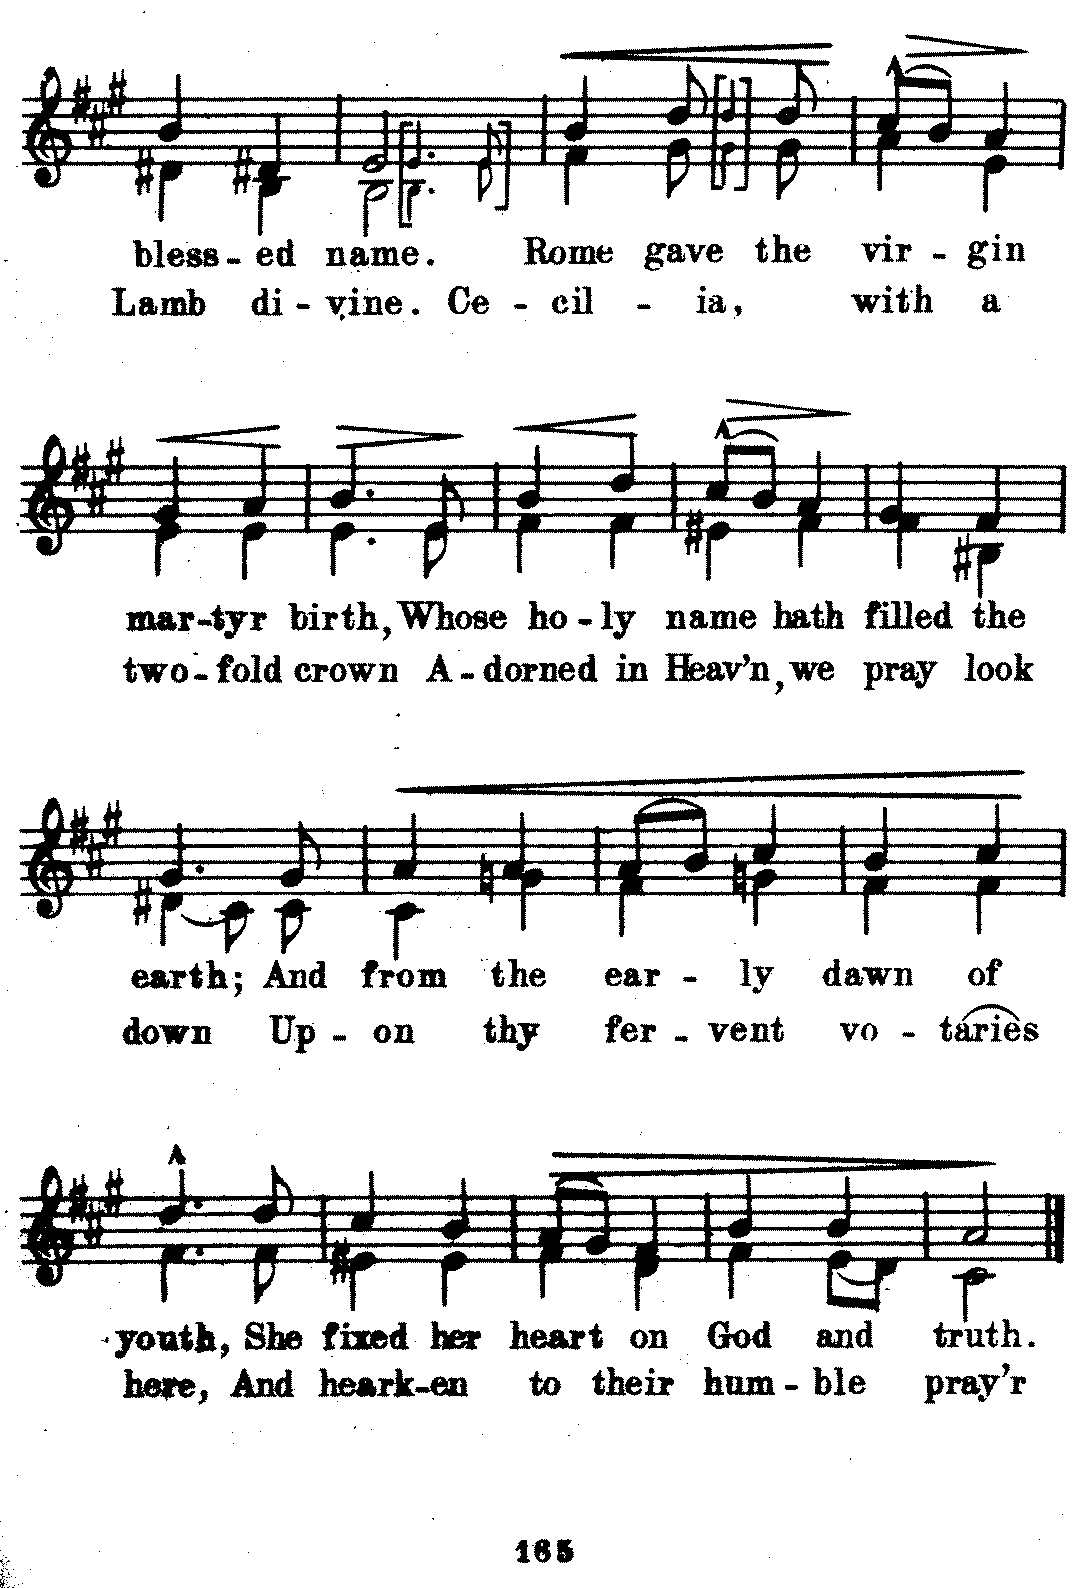 bless - ed name. Rome gave the vir - gin
Lamb di - vine. Ce - cil - ia, with a
mar - tyr birth, Whose ho - ly name hath filled the
two - fold crown A - dorned in Heav'n, we pray look
earth; And from the ear - ly dawn of
down Up - on thy fer - vent vo - taries
youth, She fixed her heart on God and truth.
here, And heark - en to their hum - ble pray'r
165